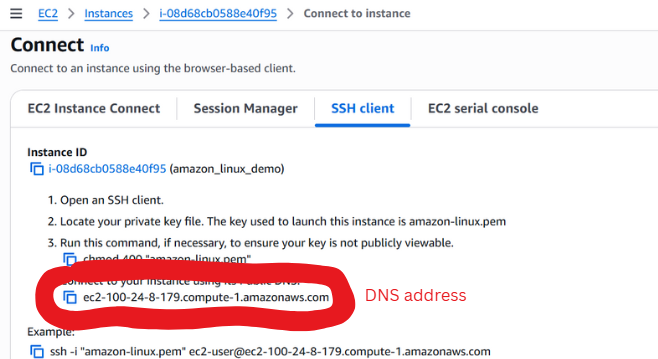 EC2 > Instances > i-08d68cb0588e40f95 > Connect to instance
Connect Info
Connect to an instance using the browser-based client.
EC2 Instance Connect Session Manager SSH client EC2 serial console
Instance ID
i-08d68cb0588e40f95 (amazon_linux_demo)
1. Open an SSH client.
2. Locate your private key file. The key used to launch this instance is amazon-linux.pem
3. Run this command, if necessary, to ensure your key is not publicly viewable.
chmod 400 "amazon-linux.pem"
Connect to your instance using its Public DNS:
ec2-100-24-8-179.compute-1.amazonaws.com DNS address
Example:
ssh -i "amazon-linux.pem" ec2-user@ec2-100-24-8-179.compute-1.amazonaws.com